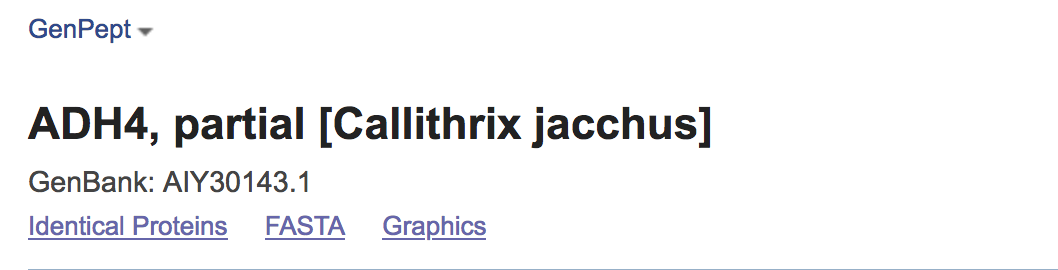 GenPept
ADH4, partial [Callithrix jacchus]
GenBank: AIY30143.1
Identical Proteins FASTA Graphics